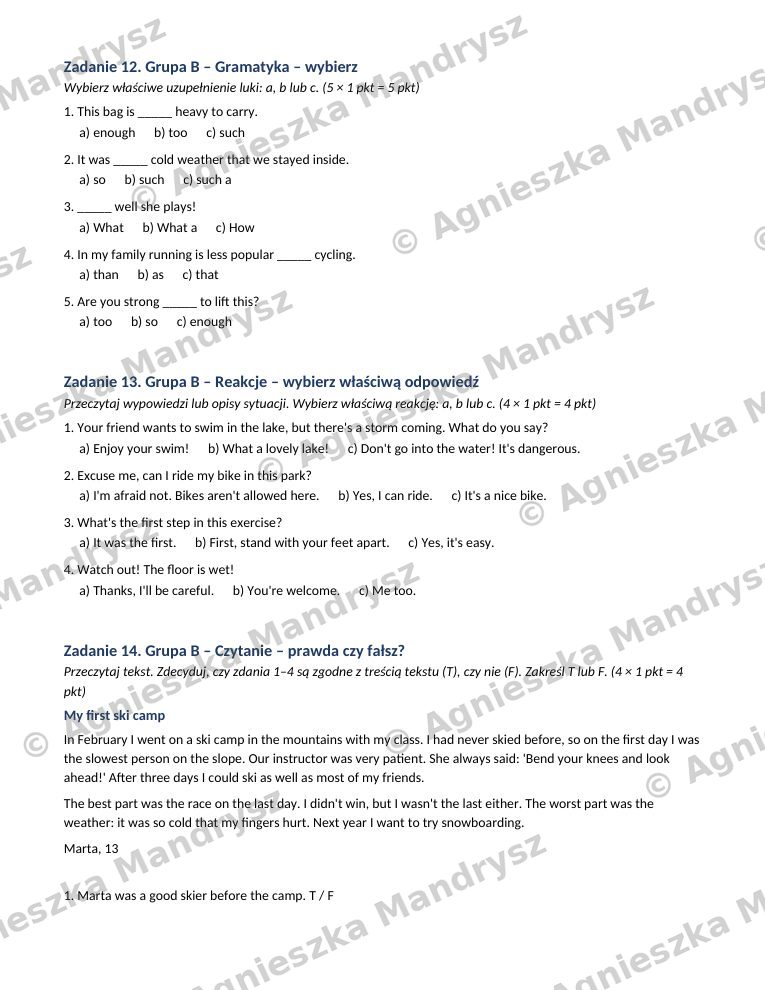 Zadanie 12. Grupa B – Gramatyka – wybierz
Wybierz właściwe uzupełnienie luki: a, b lub c. (5 × 1 pkt = 5 pkt)
1. This bag is _____ heavy to carry.
a) enough b) too c) such
2. It was _____ cold weather that we stayed inside.
a) so b) such c) such a
3. _____ well she plays!
a) What b) What a c) How
4. In my family running is less popular _____ cycling.
a) than b) as c) that
5. Are you strong _____ to lift this?
a) too b) so c) enough
Zadanie 13. Grupa B – Reakcje – wybierz właściwą odpowiedź
Przeczytaj wypowiedzi lub opisy sytuacji. Wybierz właściwą reakcję: a, b lub c. (4 × 1 pkt = 4 pkt)
1. Your friend wants to swim in the lake, but there's a storm coming. What do you say?
a) Enjoy your swim! b) What a lovely lake! c) Don't go into the water! It's dangerous.
2. Excuse me, can I ride my bike in this park?
a) I'm afraid not. Bikes aren't allowed here. b) Yes, I can ride. c) It's a nice bike.
3. What's the first step in this exercise?
a) It was the first. b) First, stand with your feet apart. c) Yes, it's easy.
4. Watch out! The floor is wet!
a) Thanks, I'll be careful. b) You're welcome. c) Me too.
Zadanie 14. Grupa B – Czytanie – prawda czy fałsz?
Przeczytaj tekst. Zdecyduj, czy zdania 1–4 są zgodne z treścią tekstu (T), czy nie (F). Zakreśl T lub F. (4 × 1 pkt = 4
pkt)
My first ski camp
In February I went on a ski camp in the mountains with my class. I had never skied before, so on the first day I was
the slowest person on the slope. Our instructor was very patient. She always said: 'Bend your knees and look
ahead!' After three days I could ski as well as most of my friends.
The best part was the race on the last day. I didn't win, but I wasn't the last either. The worst part was the
weather: it was so cold that my fingers hurt. Next year I want to try snowboarding.
Marta, 13
1. Marta was a good skier before the camp. T / F
© Agnieszka Mandrysz